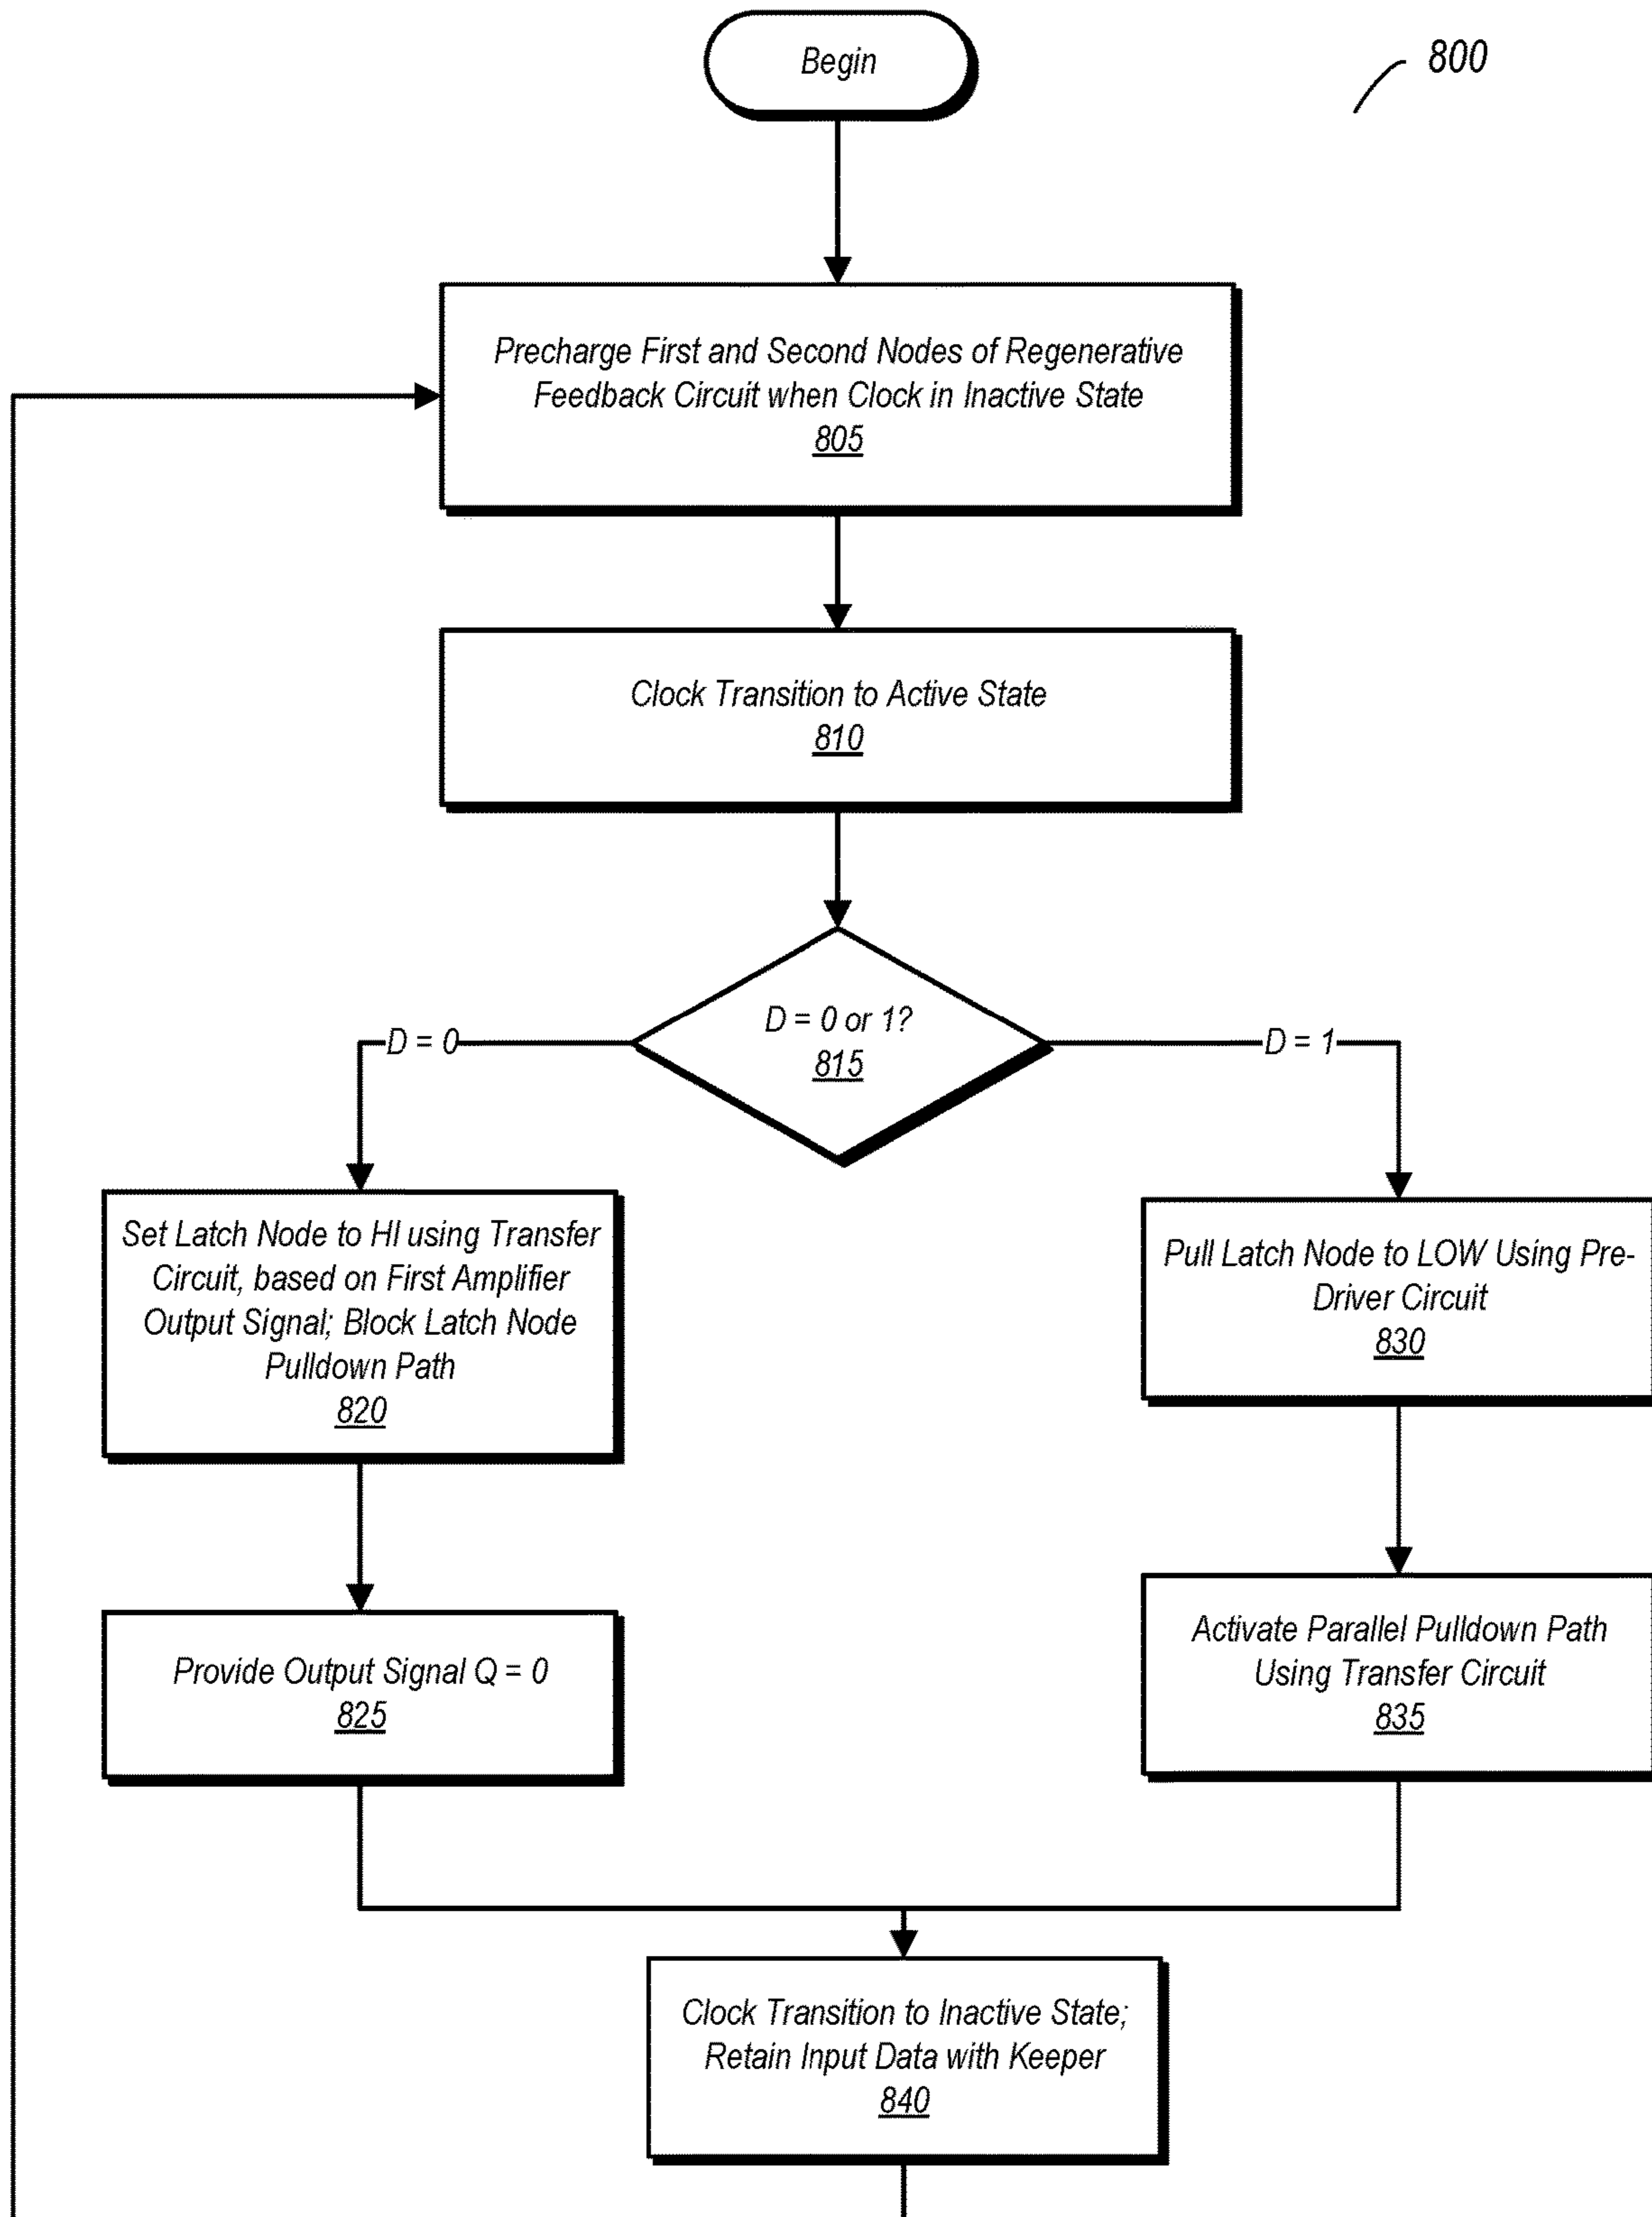 Begin
800
Precharge First and Second Nodes of Regenerative
Feedback Circuit when Clock in Inactive State
805
Clock Transition to Active State
810
D = 0 or 1?
815
D = 0
D = 1
Set Latch Node to HI using Transfer
Circuit, based on First Amplifier
Output Signal; Block Latch Node
Pulldown Path
820
Pull Latch Node to LOW Using Pre-
Driver Circuit
830
Provide Output Signal Q = 0
825
Activate Parallel Pulldown Path
Using Transfer Circuit
835
Clock Transition to Inactive State;
Retain Input Data with Keeper
840